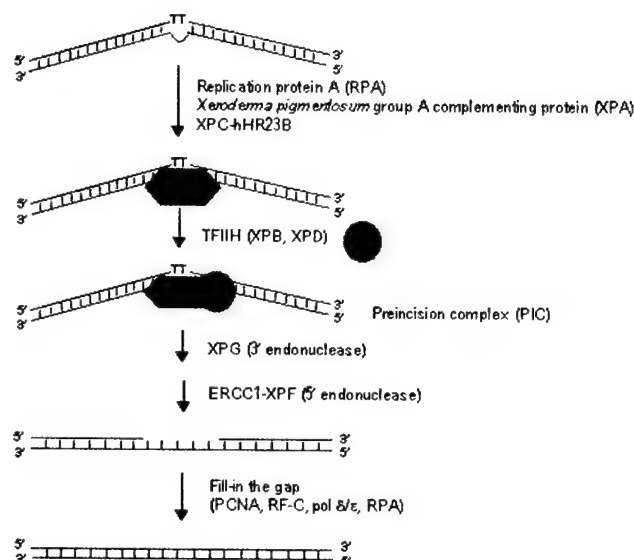 TT
5' 3'
3' 5'
Replication protein A (RPA)
Xeroderma pigmentosum group A complementing protein (XPA)
XPC-hHR23B
TT
5' 3'
3' 5'
TFIIH (XPB, XPD)
TT
5' 3'
3' 5'
Preincision complex (PIC)
XPG (3' endonuclease)
ERCC1-XPF (5' endonuclease)
5' 3'
3' 5'
Fill-in the gap
(PCNA, RF-C, pol δ/ε, RPA)
5' 3'
3' 5'